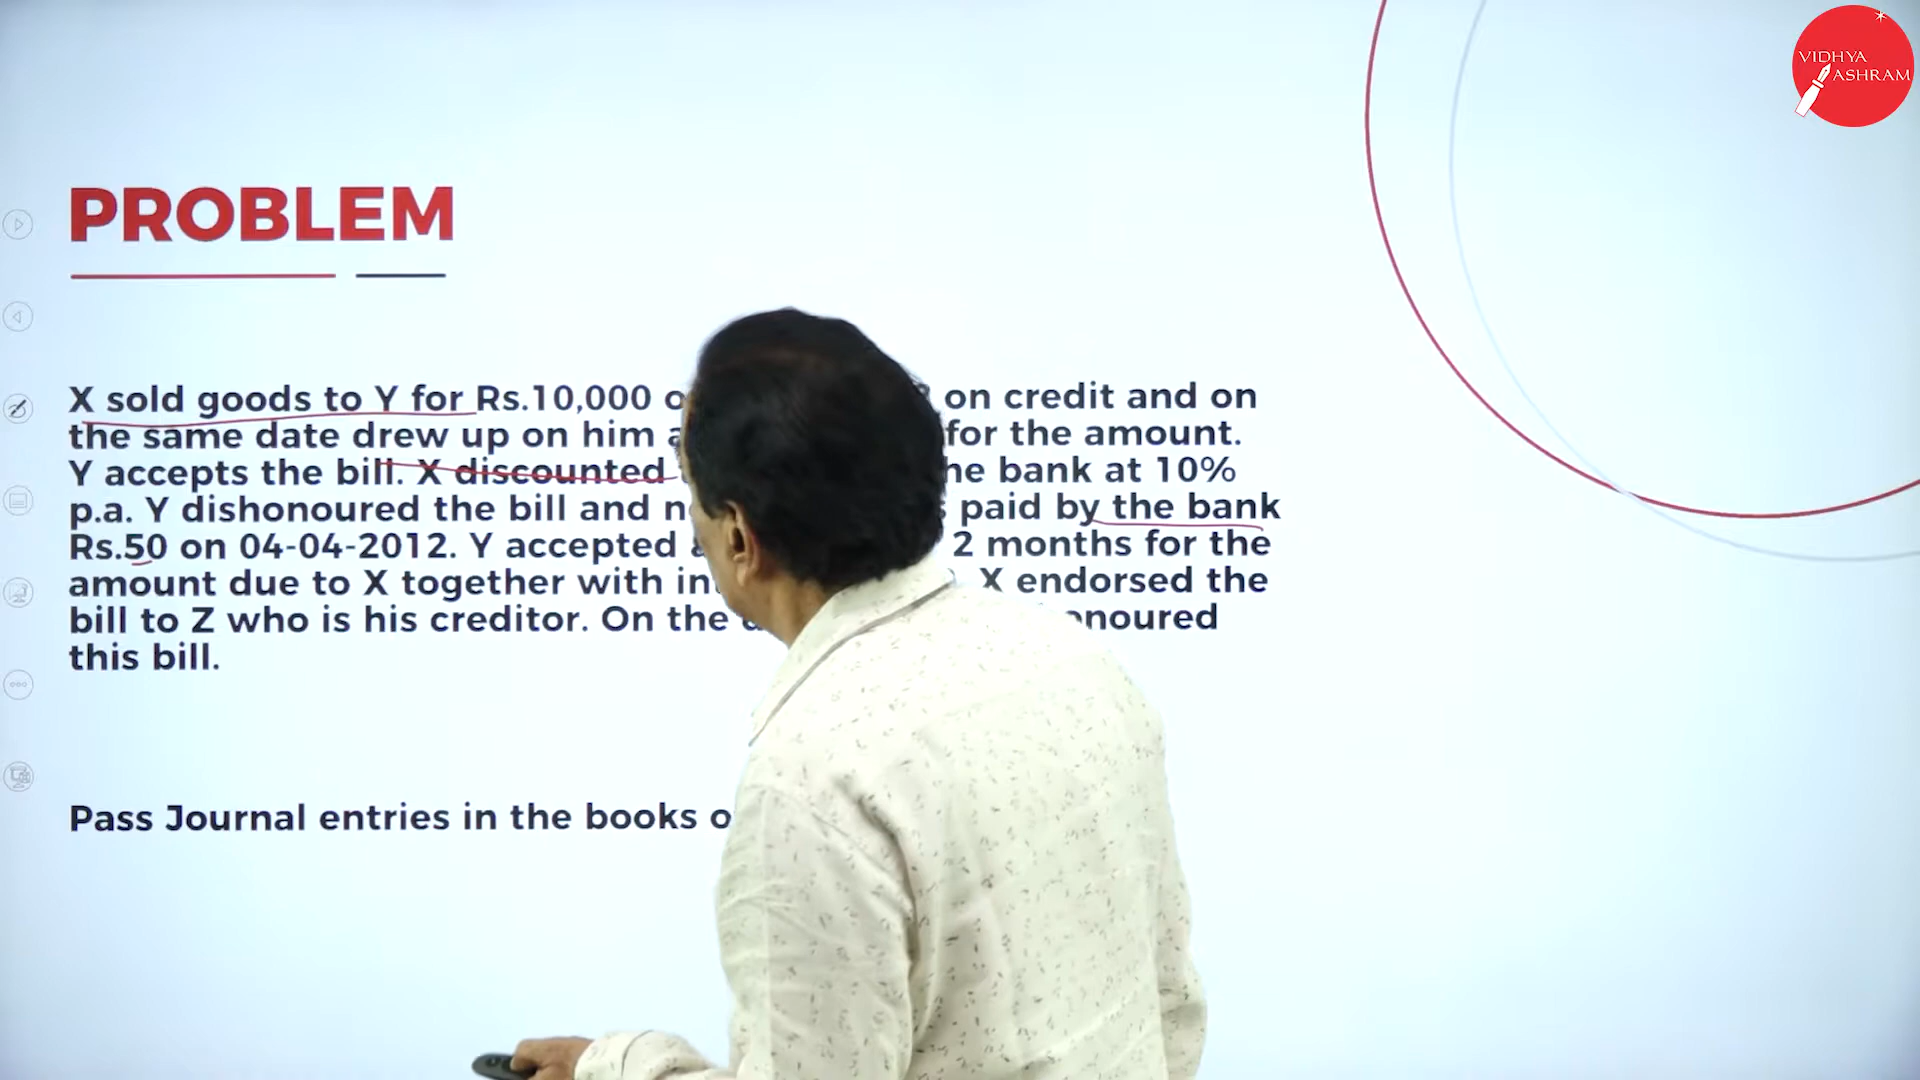 VIDHYA
ASHRAM
PROBLEM
X sold goods to Y for Rs.10,000 on credit and on
the same date drew up on him for the amount.
Y accepts the bill. X discounted the bank at 10%
p.a. Y dishonoured the bill and paid by the bank
Rs.50 on 04-04-2012. Y accepted 2 months for the
amount due to X together with X endorsed the
bill to Z who is his creditor. On the
this bill.
Pass Journal entries in the books